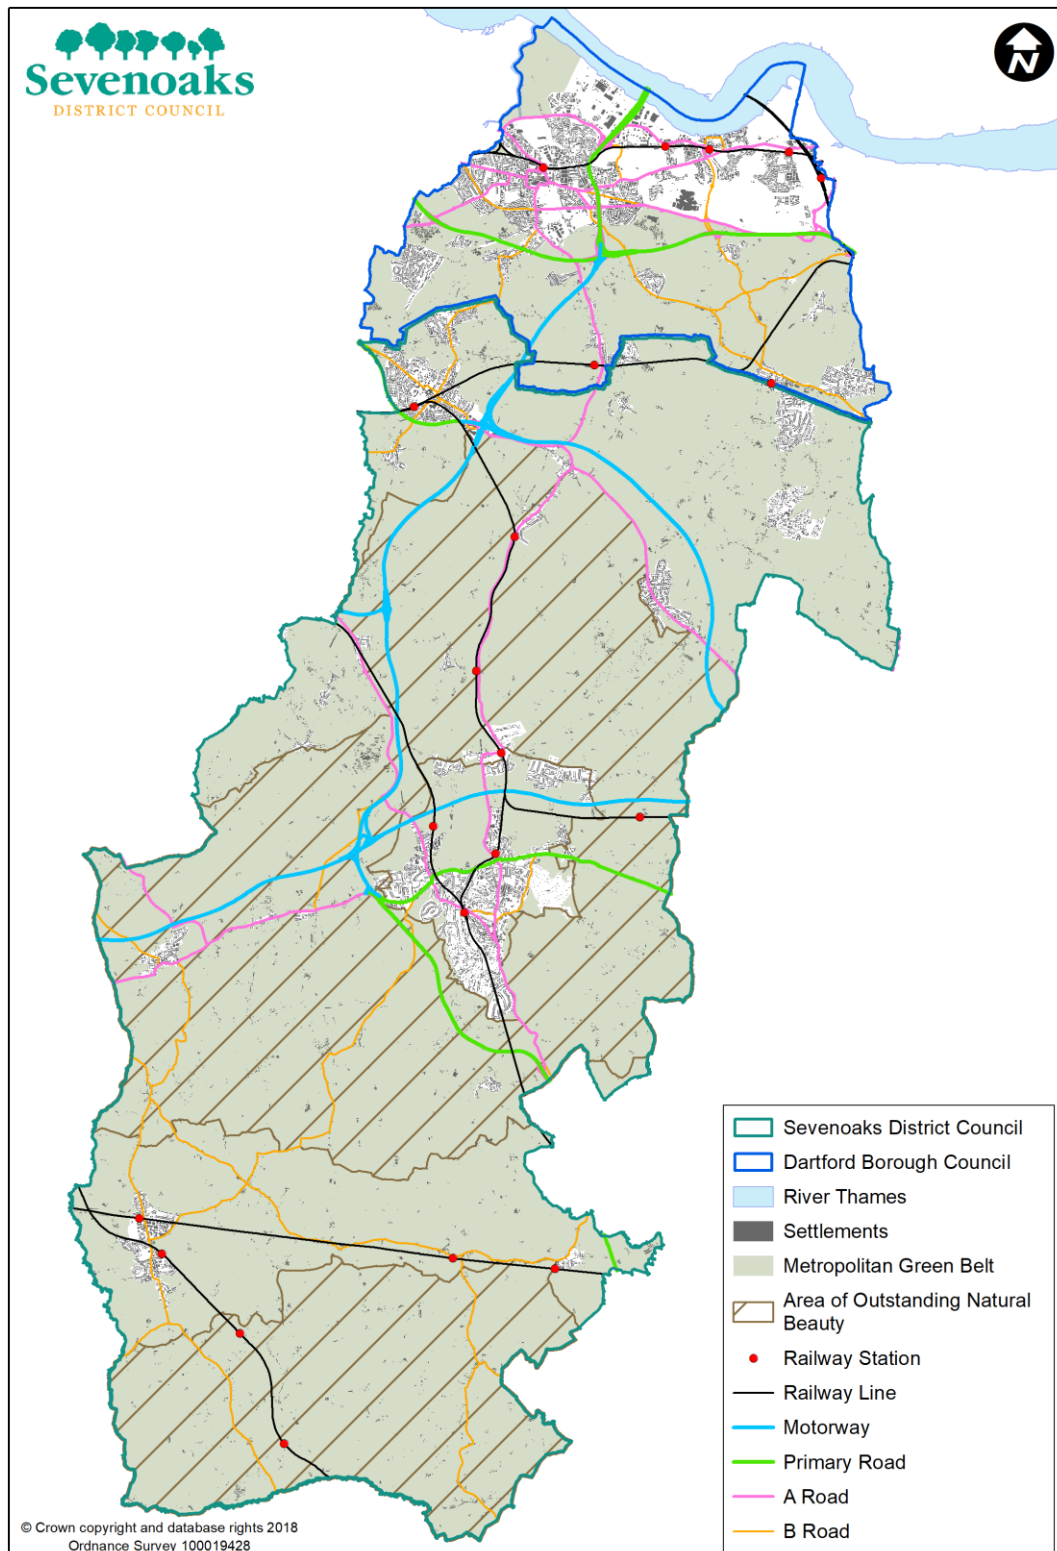 Sevenoaks
DISTRICT COUNCIL
N
Sevenoaks District Council
Dartford Borough Council
River Thames
Settlements
Metropolitan Green Belt
Area of Outstanding Natural
Beauty
Railway Station
Railway Line
Motorway
Primary Road
A Road
B Road
© Crown copyright and database rights 2018
Ordnance Survey 100019428